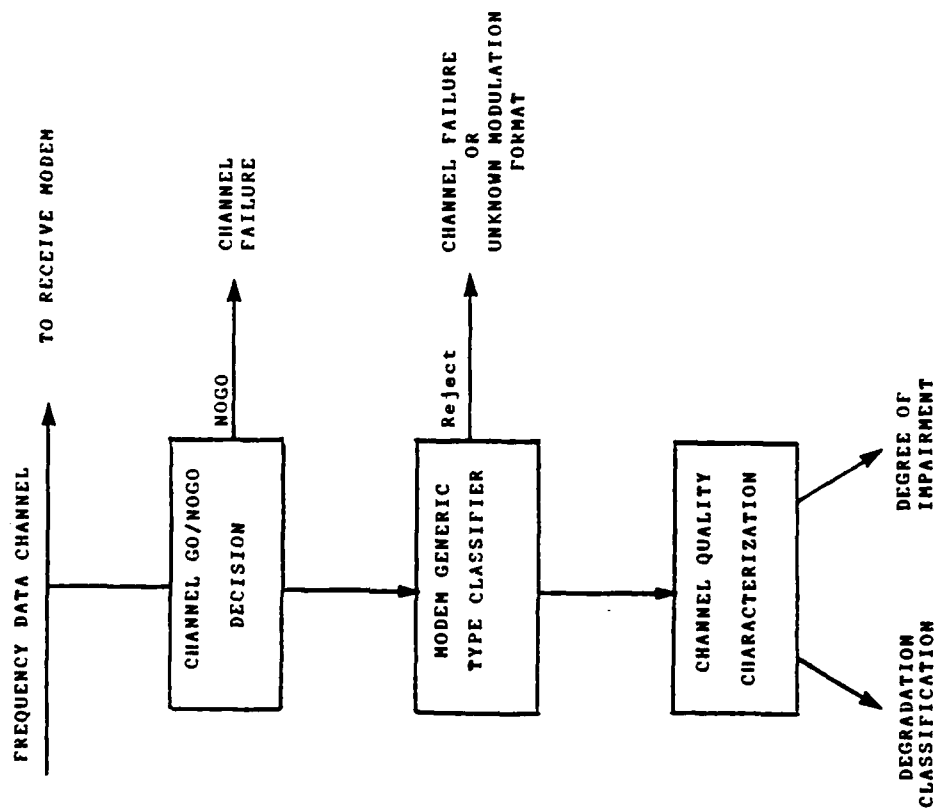 FREQUENCY DATA CHANNEL
TO RECEIVE MODEM
CHANNEL GO/NOGO
DECISION
NOGO
CHANNEL
FAILURE
MODEM GENERIC
TYPE CLASSIFIER
Reject
CHANNEL FAILURE
OR
UNKNOWN MODULATION
FORMAT
CHANNEL QUALITY
CHARACTERIZATION
DEGRADATION
CLASSIFICATION
DEGREE OF
IMPAIRMENT